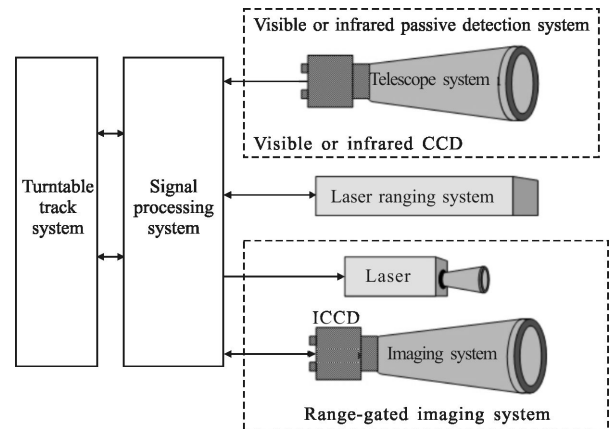 Visible or infrared passive detection system
Telescope system
Visible or infrared CCD
Turntable
track
system
Signal
processing
system
Laser ranging system
Laser
ICCD
Imaging system
Range-gated imaging system